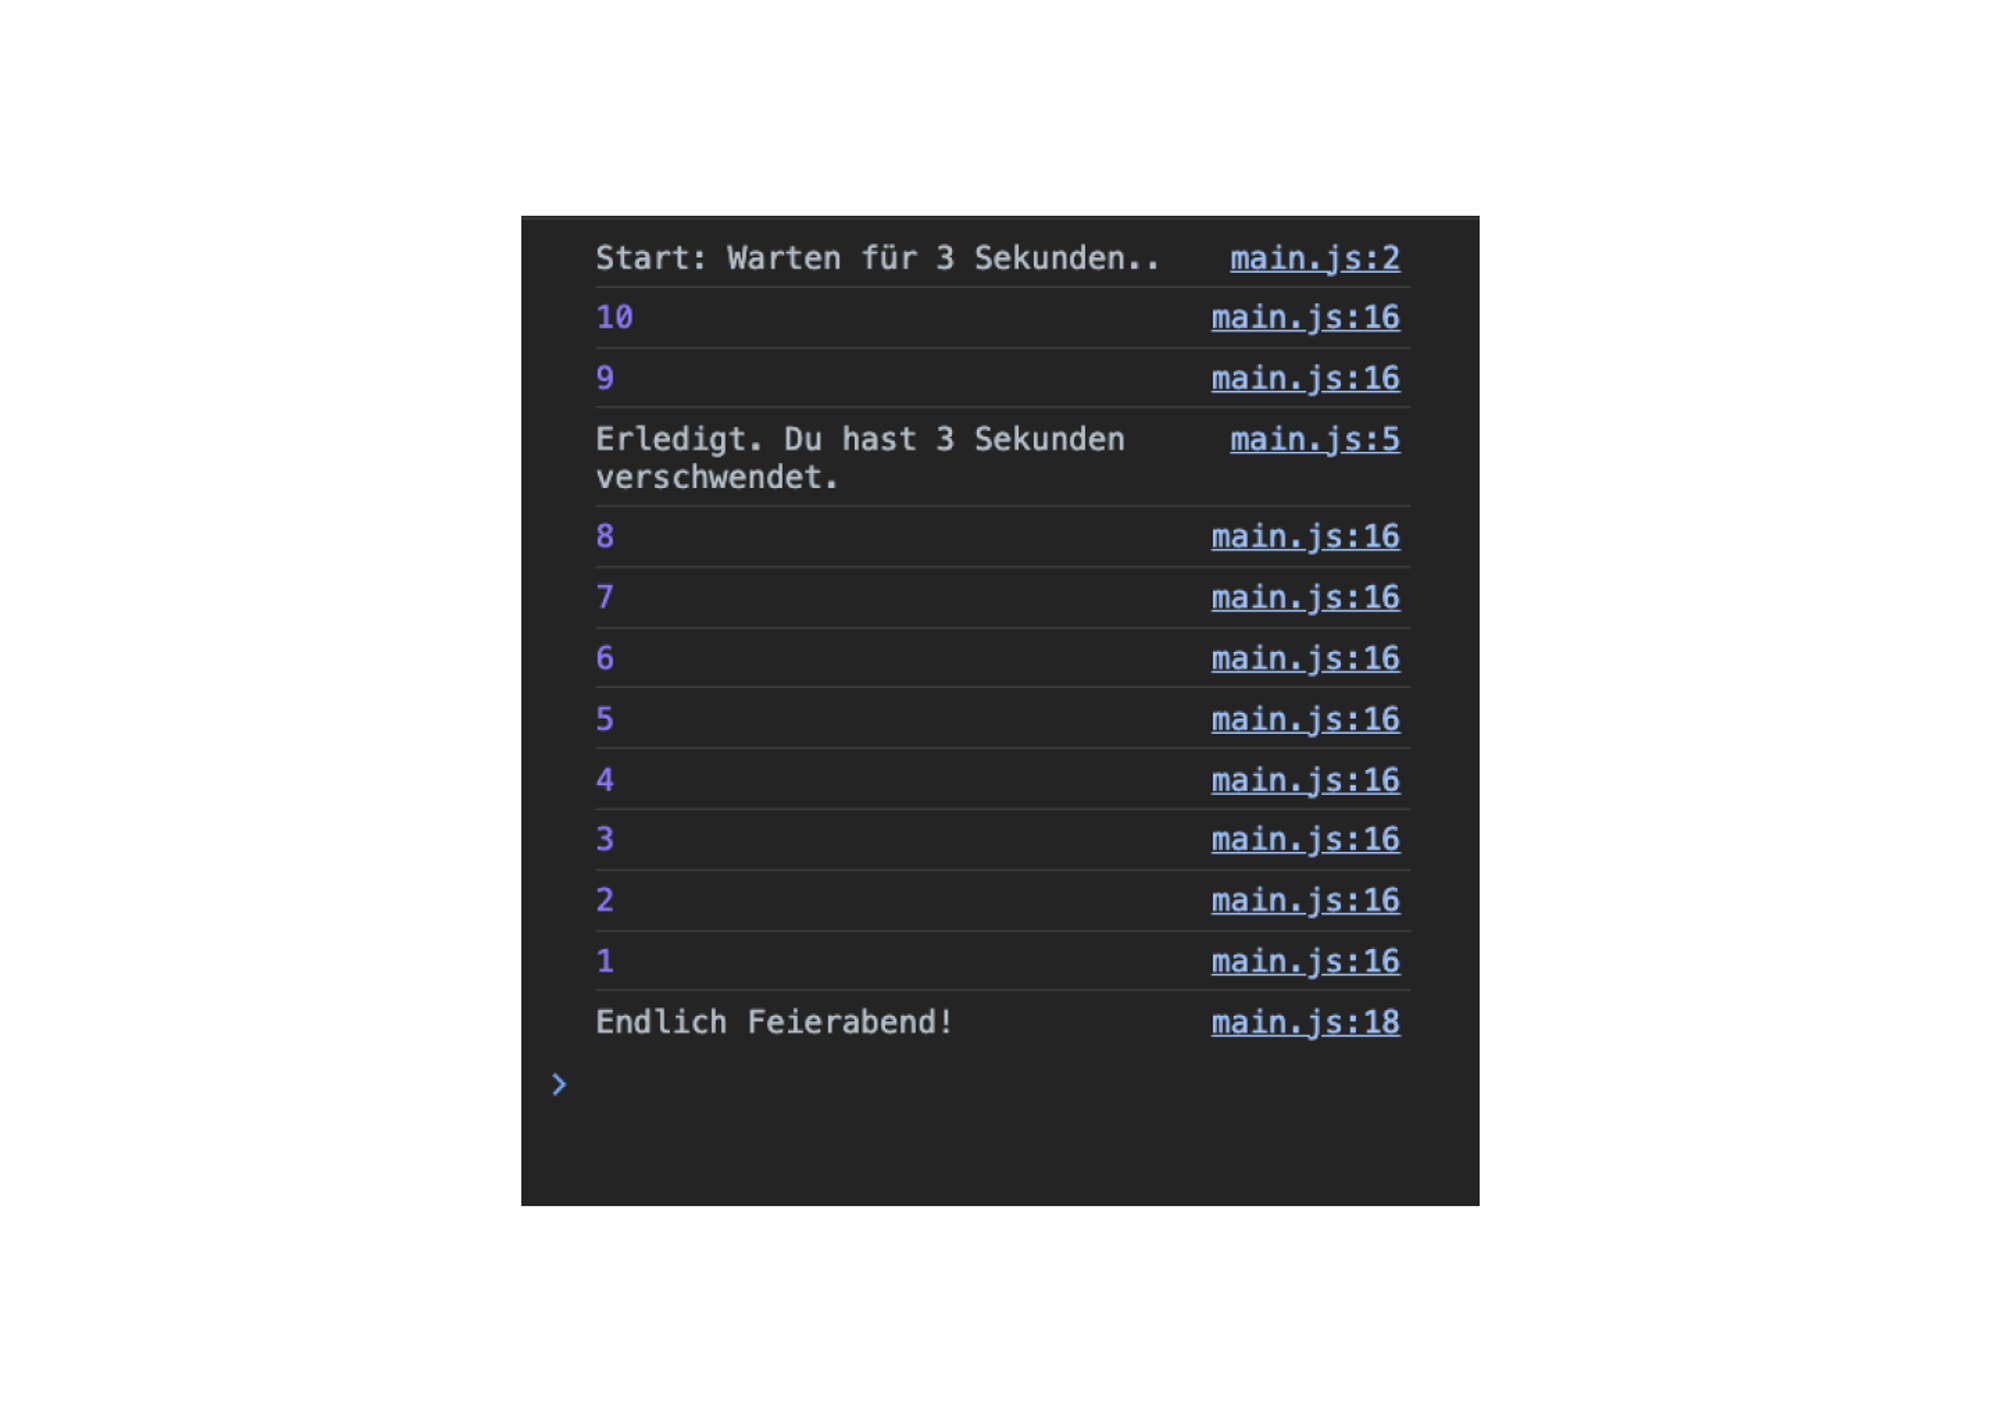 Start: Warten für 3 Sekunden.. main.js:2
10 main.js:16
9 main.js:16
Erledigt. Du hast 3 Sekunden main.js:5
verschwendet.
8 main.js:16
7 main.js:16
6 main.js:16
5 main.js:16
4 main.js:16
3 main.js:16
2 main.js:16
1 main.js:16
Endlich Feierabend! main.js:18
>